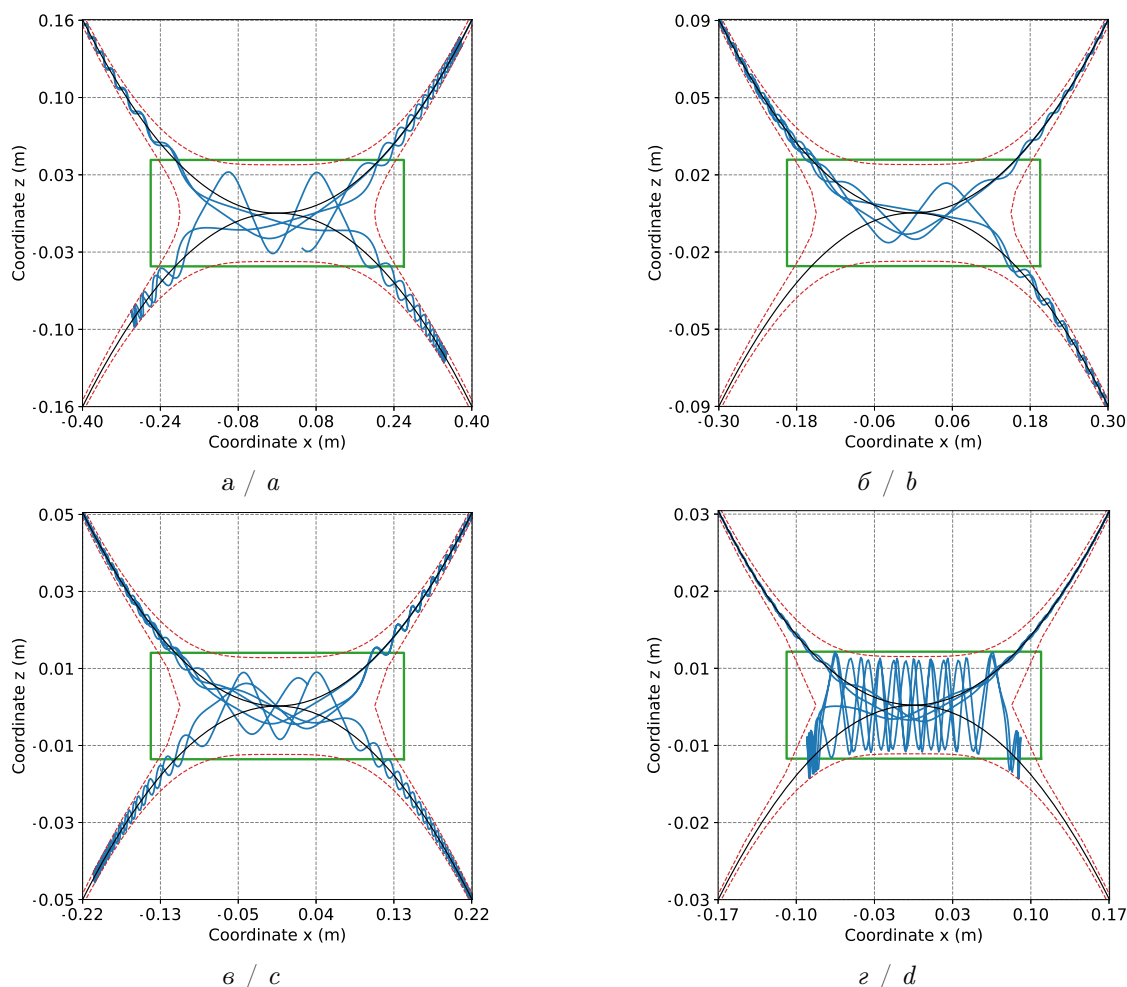 0.16
0.10
0.03
-0.03
-0.10
-0.16
Coordinate z (m)
-0.40 -0.24 -0.08 0.08 0.24 0.40
Coordinate x (m)
а / a
0.09
0.05
0.02
-0.02
-0.05
-0.09
Coordinate z (m)
-0.30 -0.18 -0.06 0.06 0.18 0.30
Coordinate x (m)
б / b
0.05
0.03
0.01
-0.01
-0.03
-0.05
Coordinate z (m)
-0.22 -0.13 -0.05 0.04 0.13 0.22
Coordinate x (m)
в / c
0.03
0.02
0.01
-0.01
-0.02
-0.03
Coordinate z (m)
-0.17 -0.10 -0.03 0.03 0.10 0.17
Coordinate x (m)
г / d